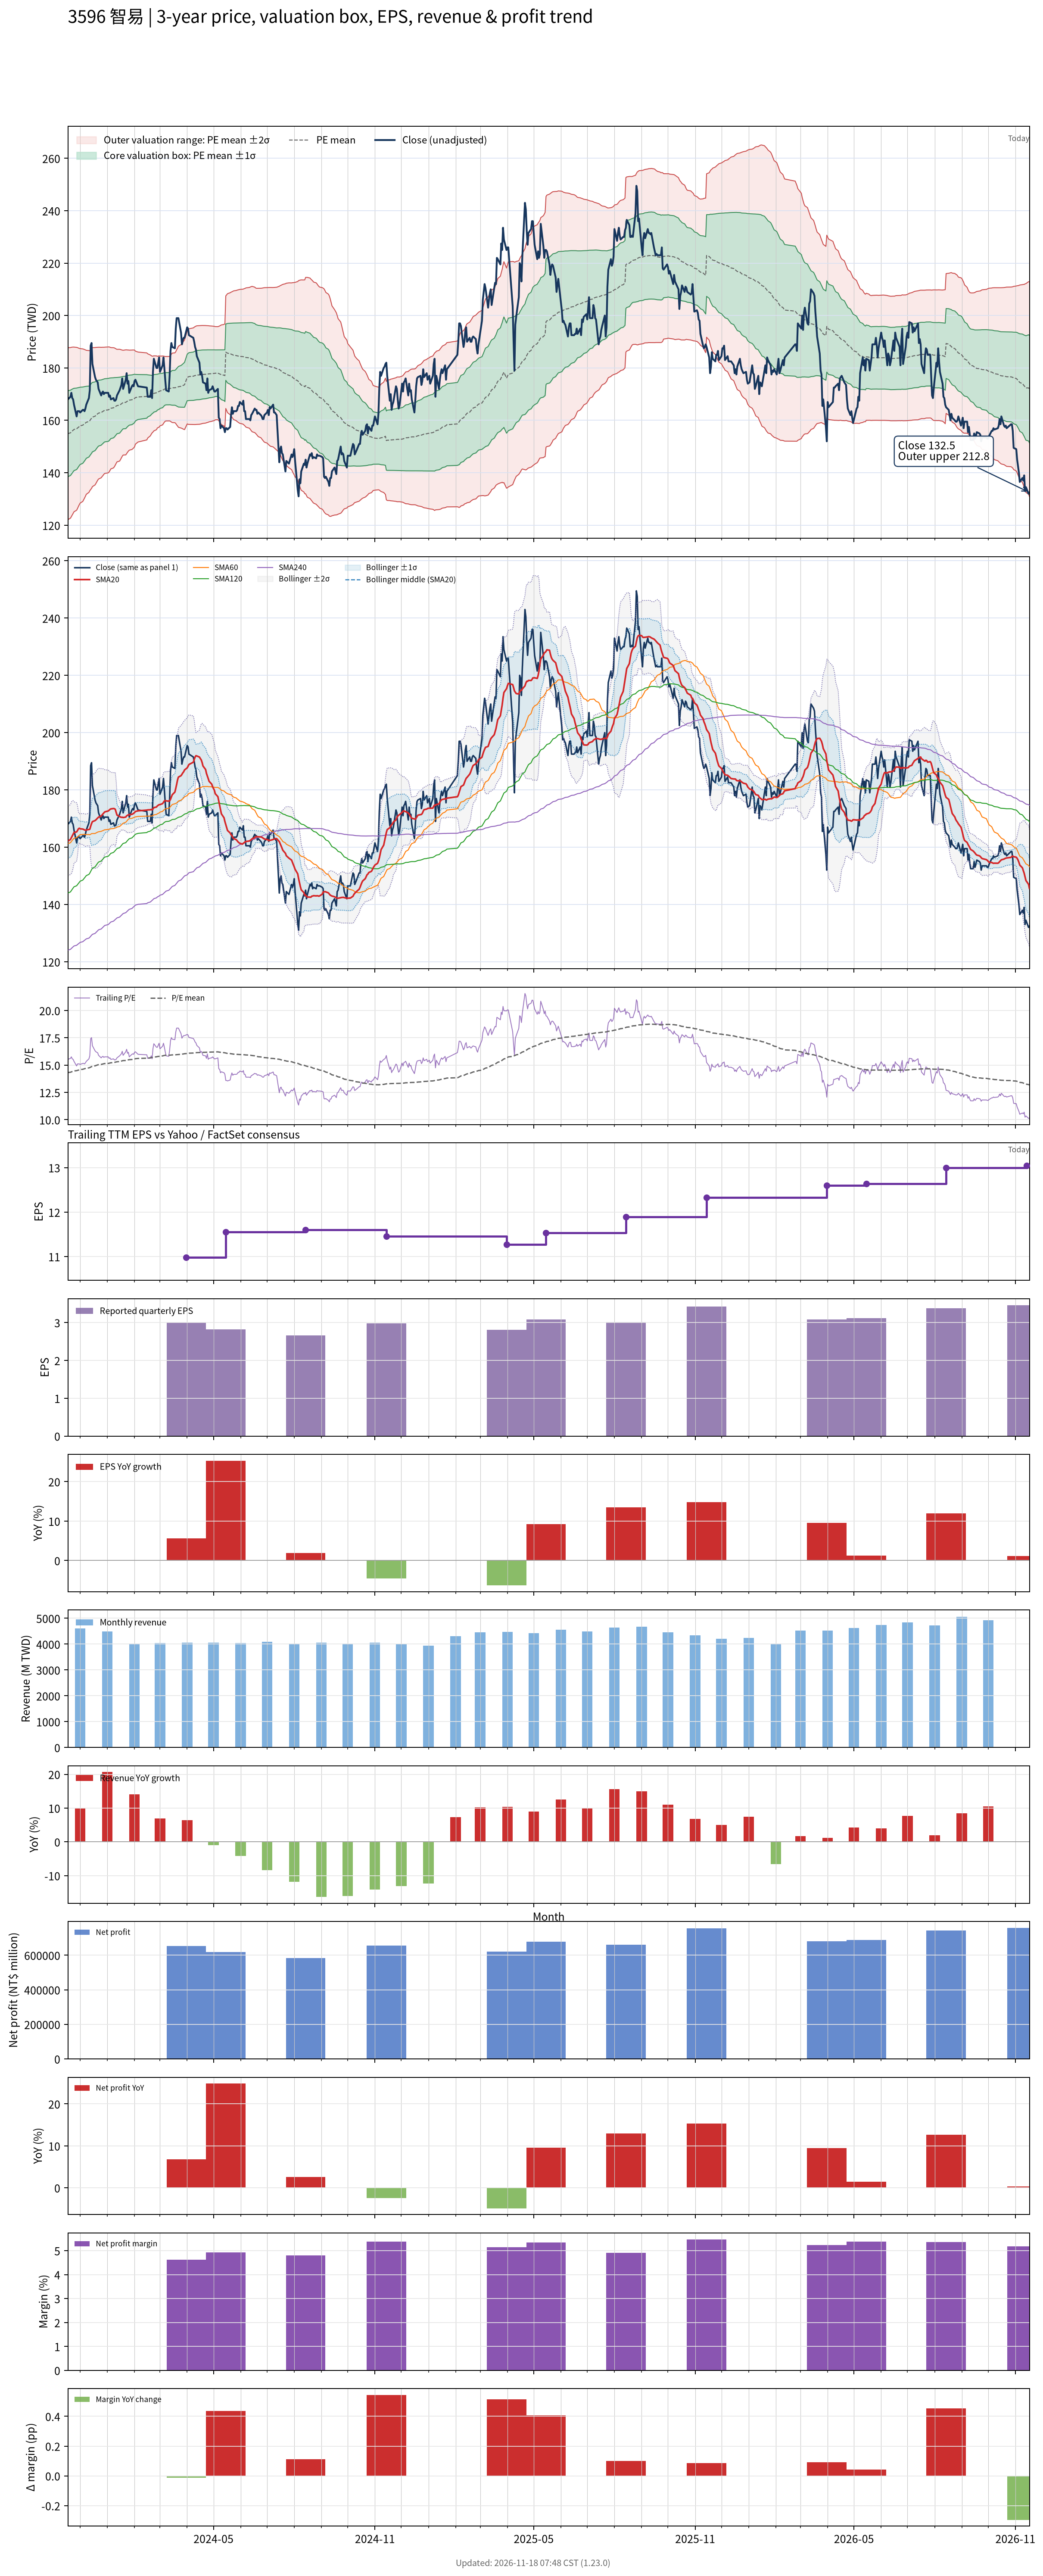 3596 智易 | 3-year price, valuation box, EPS, revenue & profit trend
Outer valuation range: PE mean ±2σ
PE mean
Close (unadjusted)
Core valuation box: PE mean ±1σ
Today
Price (TWD)
260
240
220
200
180
160
140
120
Close 132.5
Outer upper 212.8
Close (same as panel 1)
SMA20
SMA60
SMA120
SMA240
Bollinger ±2σ
Bollinger ±1σ
Bollinger middle (SMA20)
Price
260
240
220
200
180
160
140
120
Trailing P/E
P/E mean
P/E
20.0
17.5
15.0
12.5
10.0
Trailing TTM EPS vs Yahoo / FactSet consensus
Today
EPS
13
12
11
Reported quarterly EPS
EPS
3
2
1
0
EPS YoY growth
YoY (%)
20
10
0
Monthly revenue
Revenue (M TWD)
5000
4000
3000
2000
1000
0
Revenue YoY growth
YoY (%)
20
10
0
-10
Month
Net profit
Net profit (NT$ million)
600000
400000
200000
0
Net profit YoY
YoY (%)
20
10
0
Net profit margin
Margin (%)
5
4
3
2
1
0
Margin YoY change
Δ margin (pp)
0.4
0.2
0.0
-0.2
2024-05
2024-11
2025-05
2025-11
2026-05
2026-11
Updated: 2026-11-18 07:48 CST (1.23.0)